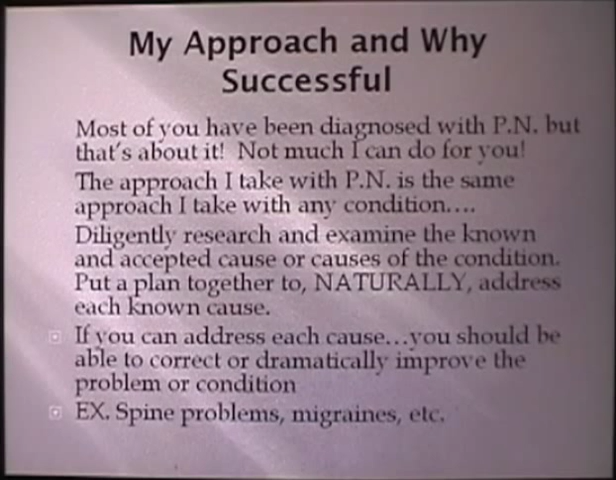 My Approach and Why
Successful
Most of you have been diagnosed with P.N. but
that's about it! Not much I can do for you!
The approach I take with P.N. is the same
approach I take with any condition....
Diligently research and examine the known
and accepted cause or causes of the condition.
Put a plan together to, NATURALLY, address
each known cause.
If you can address each cause...you should be
able to correct or dramatically improve the
problem or condition
EX. Spine problems, migraines, etc.